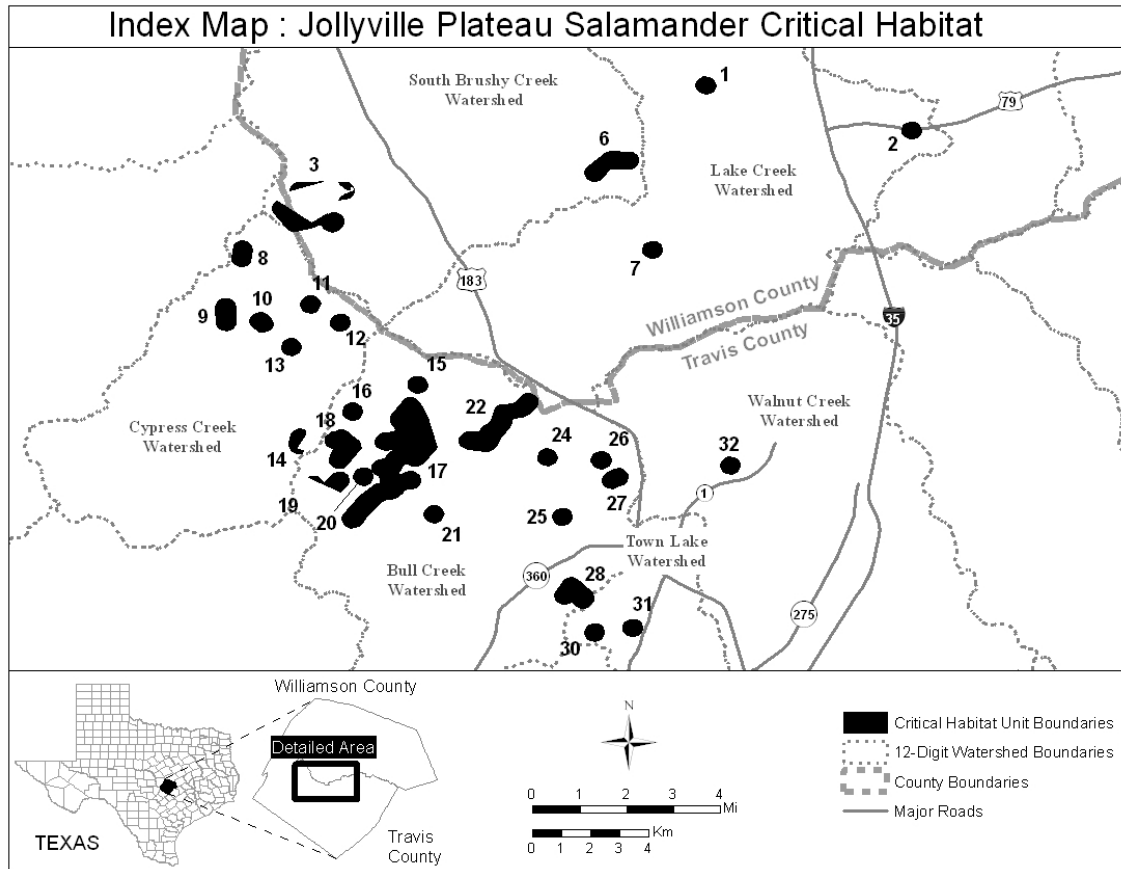 Index Map : Jollyville Plateau Salamander Critical Habitat
South Brushy Creek
Watershed
1
79
2
6
3
Lake Creek
Watershed
8
7
183
11
Williamson County
Travis County
35
9
10
12
13
15
16
22
Cypress Creek
Watershed
18
Walnut Creek
Watershed
14
24
26
32
17
27
1
19
20
21
25
Town Lake
Watershed
Bull Creek
Watershed
360
28
31
275
30
Williamson County
Detailed Area
TEXAS
Travis
County
N
0 1 2 3 4
Mi
Km
0 1 2 3 4
Critical Habitat Unit Boundaries
12-Digit Watershed Boundaries
County Boundaries
Major Roads